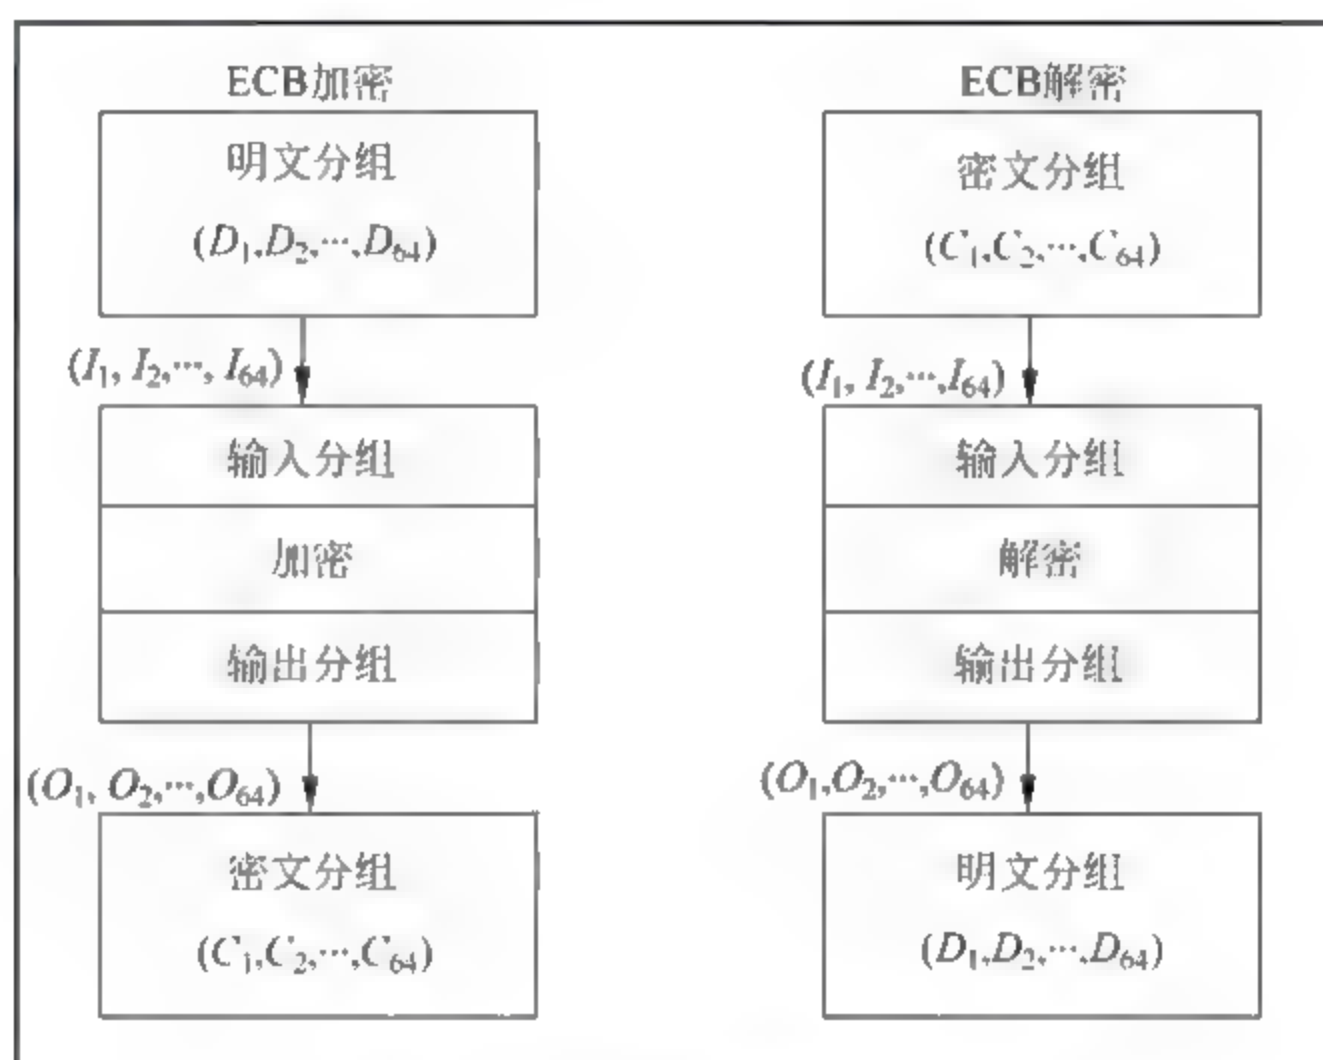 ECB加密
明文分组
(D₁,D₂,…,D₆₄)
(I₁, I₂,…, I₆₄)
输入分组
加密
输出分组
(O₁, O₂,…,O₆₄)
密文分组
(C₁,C₂,…,C₆₄)
ECB解密
密文分组
(C₁,C₂,…,C₆₄)
(I₁, I₂,…,I₆₄)
输入分组
解密
输出分组
(O₁,O₂,…,O₆₄)
明文分组
(D₁,D₂,…,D₆₄)